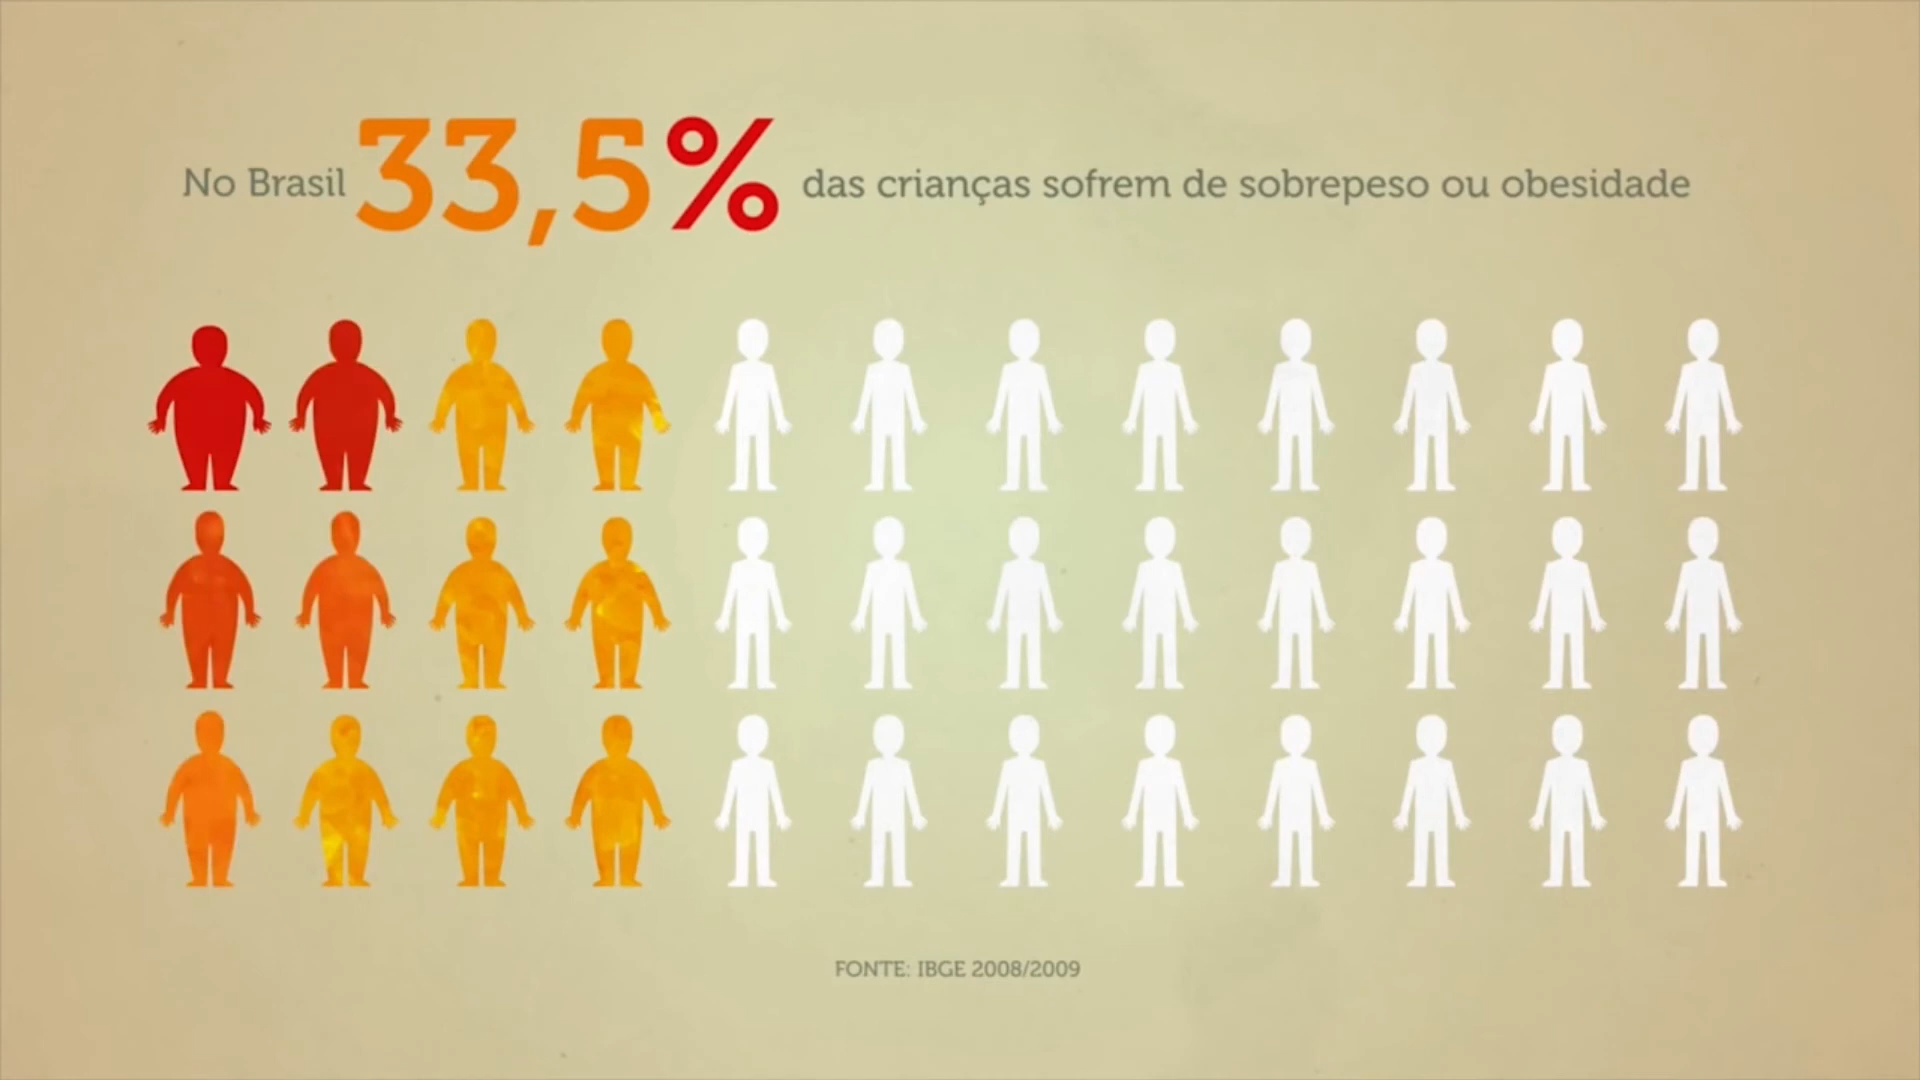 No Brasil 33,5% das crianças sofrem de sobrepeso ou obesidade
FONTE: IBGE 2008/2009